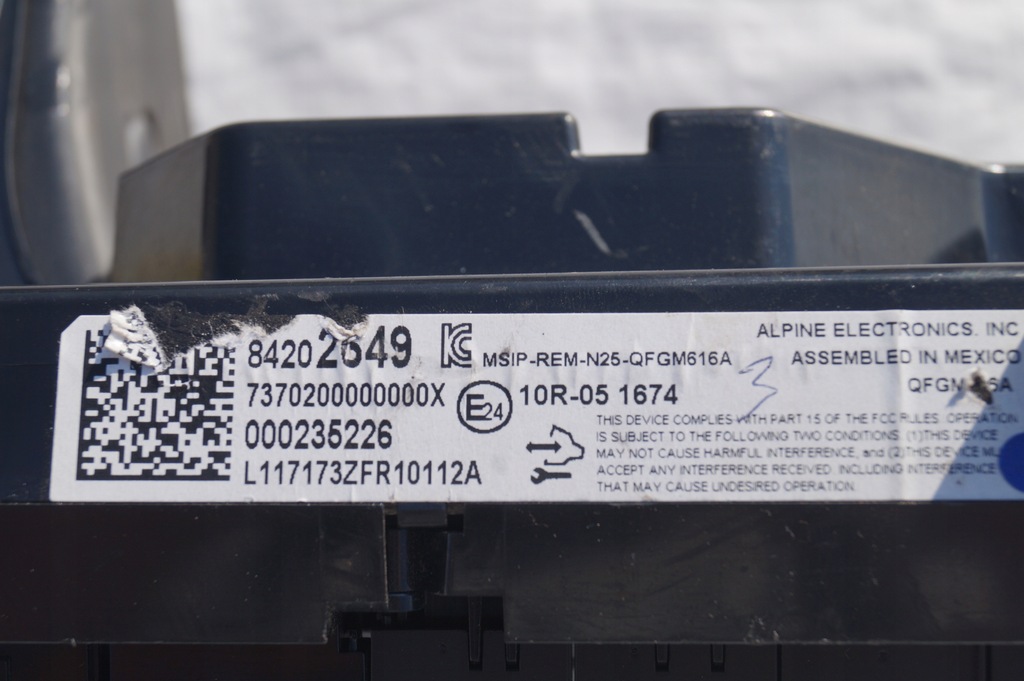 84202649
MSIP-REM-N25-QFGM616A
7370200000000X
E24
10R-05 1674
000235226
L117173ZFR10112A
3
ALPINE ELECTRONICS. INC
ASSEMBLED IN MEXICO
THIS DEVICE COMPLIES WITH PART 15 OF THE FCC RULES. OPERATION
IS SUBJECT TO THE FOLLOWING TWO CONDITIONS. (1)THIS DEVICE
MAY NOT CAUSE HARMFUL INTERFERENCE, and (2)THIS DEVICE
ACCEPT ANY INTERFERENCE RECEIVED. INCLUDING INTERFERENCE
THAT MAY CAUSE UNDESIRED OPERATION.